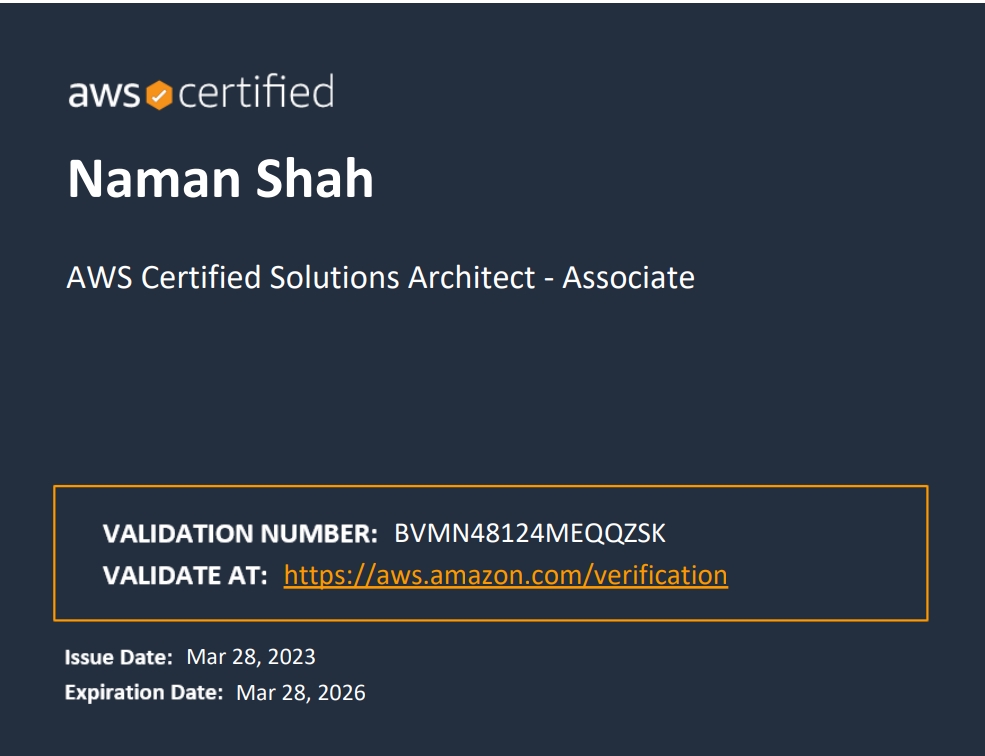 aws certified
Naman Shah
AWS Certified Solutions Architect - Associate
VALIDATION NUMBER: BVMN48124MEQQZSK
VALIDATE AT: https://aws.amazon.com/verification
Issue Date: Mar 28, 2023
Expiration Date: Mar 28, 2026